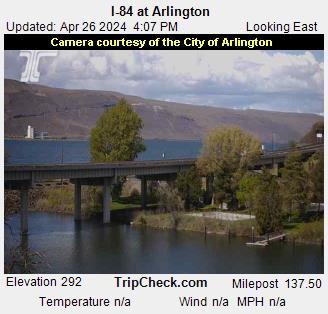 I-84 at Arlington
Updated: Apr 26 2024 4:07 PM Looking East
Camera courtesy of the City of Arlington
Elevation 292 TripCheck.com Milepost 137.50
Temperature n/a Wind n/a MPH n/a